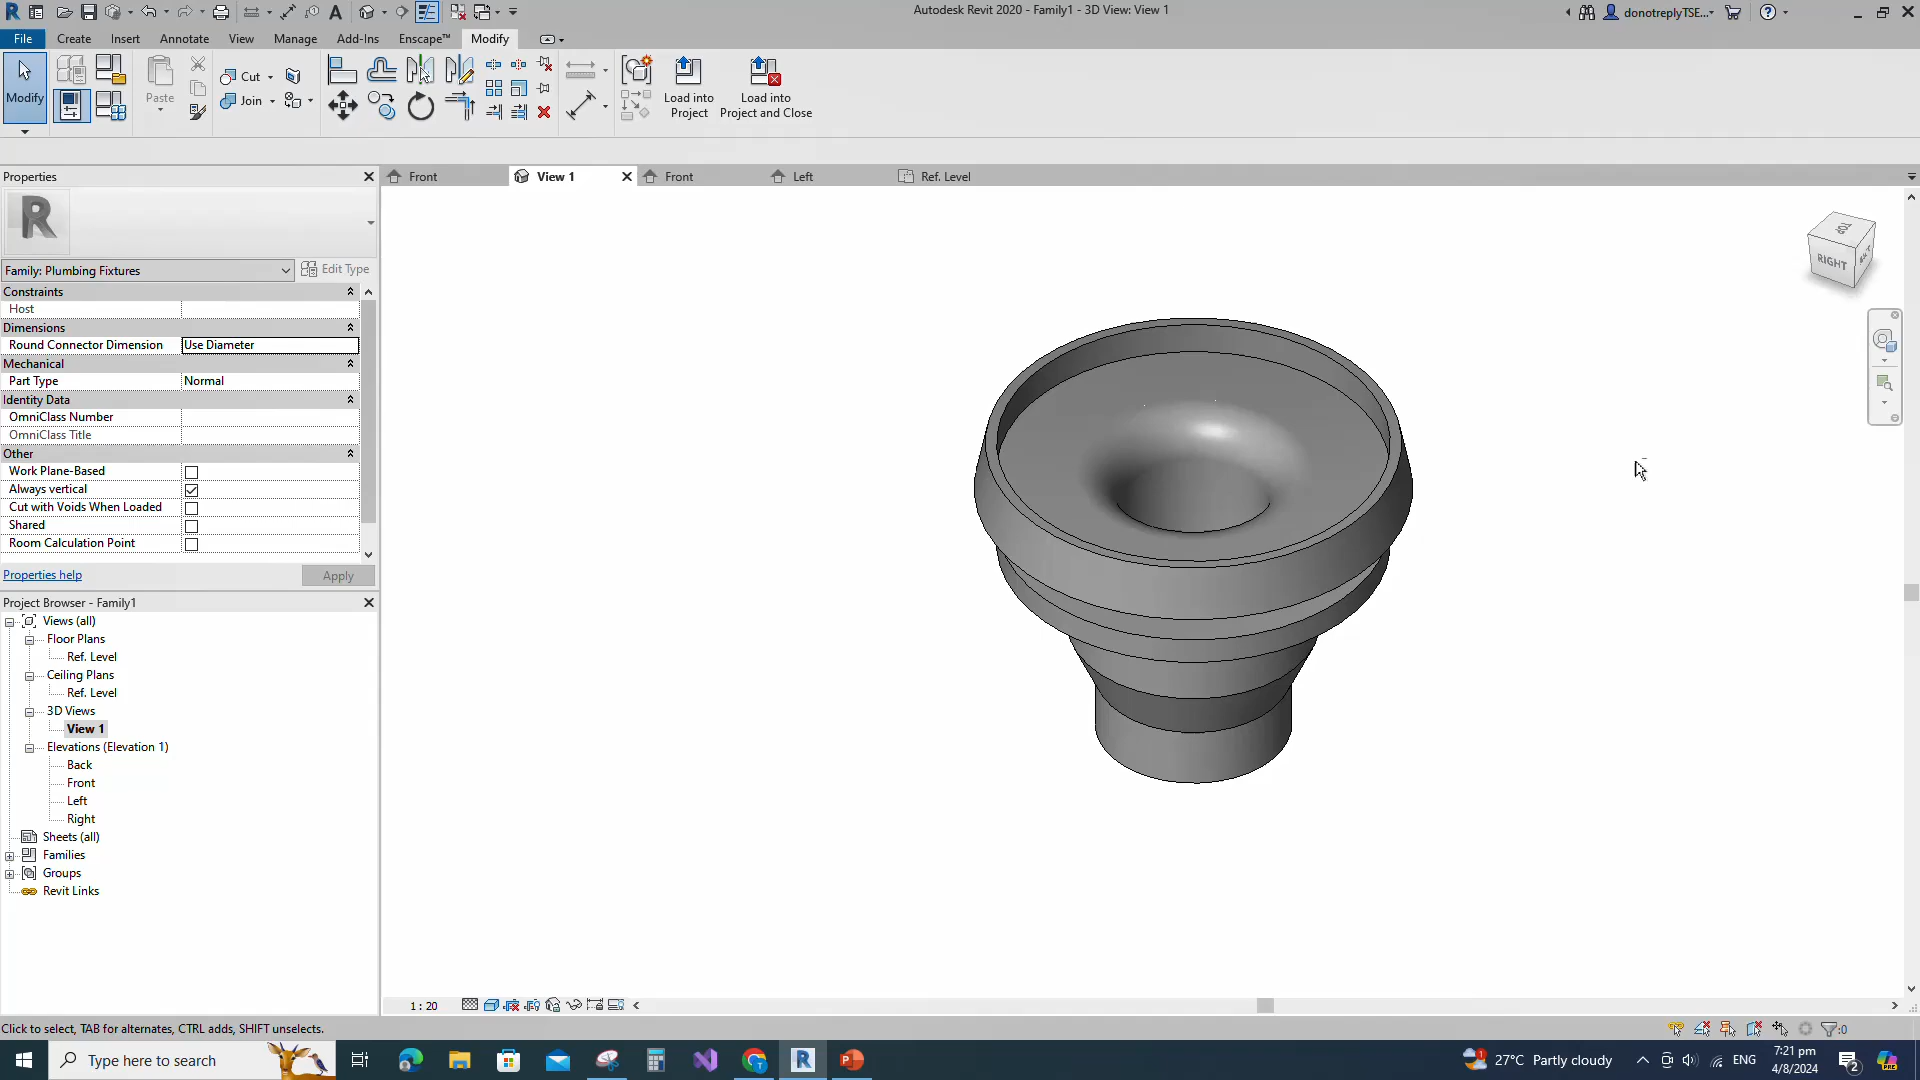 Autodesk Revit 2020 - Family1 - 3D View: View 1
donotreplyTSE...
File
Create
Insert
Annotate
View
Manage
Add-Ins
Enscape™
Modify
Modify
Paste
Cut
Join
Load into
Project
Load into
Project and Close
Properties
Front
View 1
Front
Left
Ref. Level
Family: Plumbing Fixtures
Edit Type
Constraints
Host
Dimensions
Round Connector Dimension
Use Diameter
Mechanical
Part Type
Normal
Identity Data
OmniClass Number
OmniClass Title
Other
Work Plane-Based
Always vertical
Cut with Voids When Loaded
Shared
Room Calculation Point
Properties help
Apply
TOP
RIGHT
Project Browser - Family1
Views (all)
Floor Plans
Ref. Level
Ceiling Plans
Ref. Level
3D Views
View 1
Elevations (Elevation 1)
Back
Front
Left
Right
Sheets (all)
Families
Groups
Revit Links
1 : 20
Click to select, TAB for alternates, CTRL adds, SHIFT unselects.
:0
Type here to search
27°C Partly cloudy
ENG
7:21 pm
4/8/2024
2